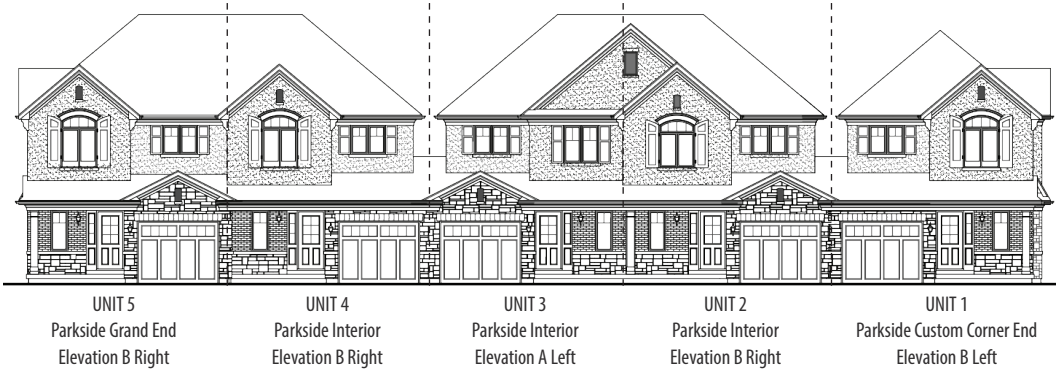 UNIT 5
Parkside Grand End
Elevation B Right
UNIT 4
Parkside Interior
Elevation B Right
UNIT 3
Parkside Interior
Elevation A Left
UNIT 2
Parkside Interior
Elevation B Right
UNIT 1
Parkside Custom Corner End
Elevation B Left